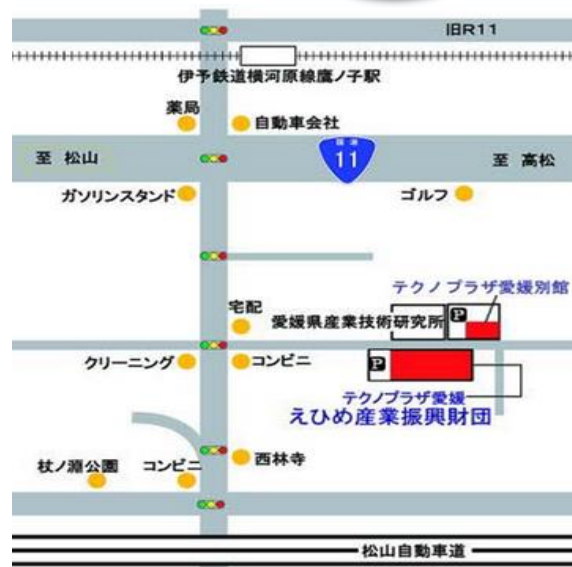 旧R11
伊予鉄道横河原線鷹ノ子駅
薬局
自動車会社
至 松山
国道
11
至 高松
ガソリンスタンド
ゴルフ
テクノプラザ愛媛別館
宅配
愛媛県産業技術研究所
P
クリーニング
コンビニ
P
テクノプラザ愛媛
えひめ産業振興財団
杖ノ淵公園
コンビニ
西林寺
松山自動車道